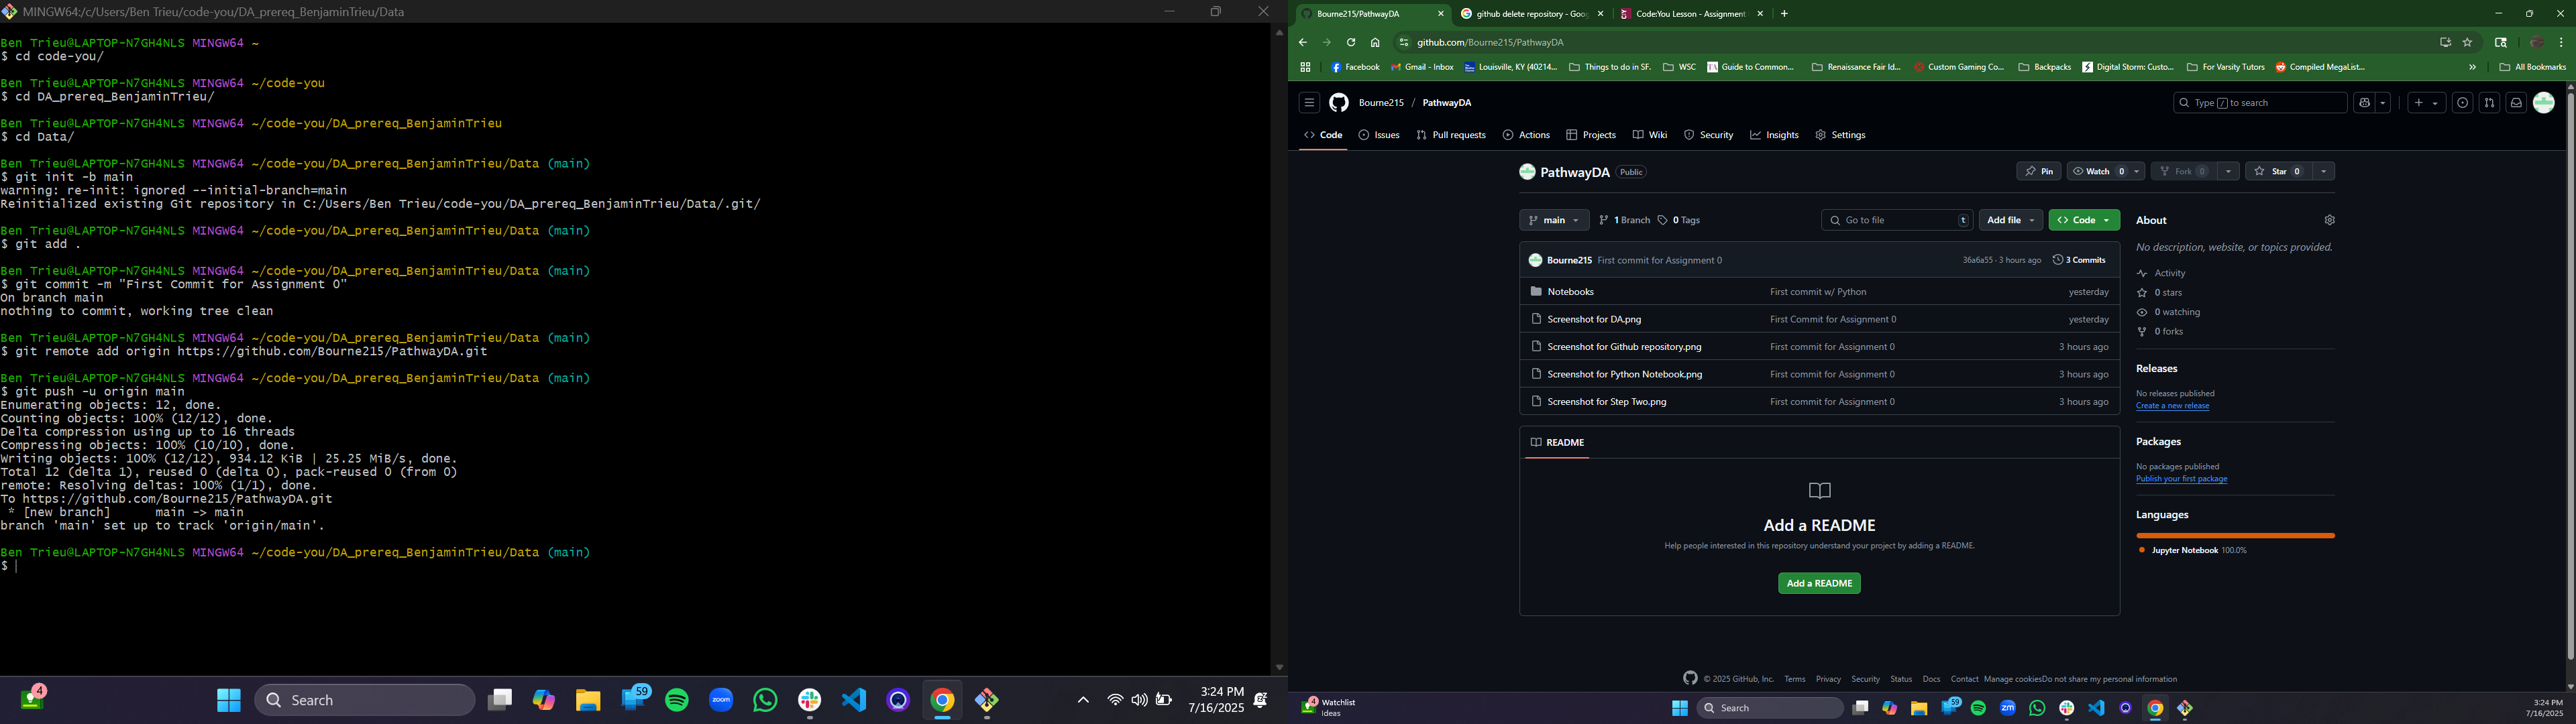 MINGW64:/c/Users/Ben Trieu/code-you/DA_prereq_BenjaminTrieu/Data
Ben Trieu@LAPTOP-N7GH4NLS MINGW64 ~
$ cd code-you/
Ben Trieu@LAPTOP-N7GH4NLS MINGW64 ~/code-you
$ cd DA_prereq_BenjaminTrieu/
Ben Trieu@LAPTOP-N7GH4NLS MINGW64 ~/code-you/DA_prereq_BenjaminTrieu
$ cd Data/
Ben Trieu@LAPTOP-N7GH4NLS MINGW64 ~/code-you/DA_prereq_BenjaminTrieu/Data (main)
$ git init -b main
warning: re-init: ignored --initial-branch=main
Reinitialized existing Git repository in C:/Users/Ben Trieu/code-you/DA_prereq_BenjaminTrieu/Data/.git/
Ben Trieu@LAPTOP-N7GH4NLS MINGW64 ~/code-you/DA_prereq_BenjaminTrieu/Data (main)
$ git add .
Ben Trieu@LAPTOP-N7GH4NLS MINGW64 ~/code-you/DA_prereq_BenjaminTrieu/Data (main)
$ git commit -m "First Commit for Assignment 0"
On branch main
nothing to commit, working tree clean
Ben Trieu@LAPTOP-N7GH4NLS MINGW64 ~/code-you/DA_prereq_BenjaminTrieu/Data (main)
$ git remote add origin https://github.com/Bourne215/PathwayDA.git
Ben Trieu@LAPTOP-N7GH4NLS MINGW64 ~/code-you/DA_prereq_BenjaminTrieu/Data (main)
$ git push -u origin main
Enumerating objects: 12, done.
Counting objects: 100% (12/12), done.
Delta compression using up to 16 threads
Compressing objects: 100% (10/10), done.
Writing objects: 100% (12/12), 934.12 KiB | 25.25 MiB/s, done.
Total 12 (delta 1), reused 0 (delta 0), pack-reused 0 (from 0)
remote: Resolving deltas: 100% (1/1), done.
To https://github.com/Bourne215/PathwayDA.git
* [new branch] main -> main
branch 'main' set up to track 'origin/main'.
Ben Trieu@LAPTOP-N7GH4NLS MINGW64 ~/code-you/DA_prereq_BenjaminTrieu/Data (main)
$
4
Search
59
zoom
3:24 PM
7/16/2025
Bourne215/PathwayDA
github delete repository - Goog
Code:You Lesson - Assignment
github.com/Bourne215/PathwayDA
Facebook Gmail - Inbox Louisville, KY (40214... Things to do in SF. WSC Guide to Common... Renaissance Fair Id... Custom Gaming Co... Backpacks Digital Storm: Custo... For Varsity Tutors Compiled MegaList... » All Bookmarks
Bourne215 / PathwayDA
Type / to search
Code Issues Pull requests Actions Projects Wiki Security Insights Settings
PathwayDA Public
Pin Watch 0 Fork 0 Star 0
main 1 Branch 0 Tags
Go to file t Add file Code
Bourne215 First commit for Assignment 0 36a6a55 · 3 hours ago 3 Commits
Notebooks First commit w/ Python yesterday
Screenshot for DA.png First Commit for Assignment 0 yesterday
Screenshot for Github repository.png First commit for Assignment 0 3 hours ago
Screenshot for Python Notebook.png First commit for Assignment 0 3 hours ago
Screenshot for Step Two.png First commit for Assignment 0 3 hours ago
README
Add a README
Help people interested in this repository understand your project by adding a README.
Add a README
About
No description, website, or topics provided.
Activity
0 stars
0 watching
0 forks
Releases
No releases published
Create a new release
Packages
No packages published
Publish your first package
Languages
Jupyter Notebook 100.0%
© 2025 GitHub, Inc. Terms Privacy Security Status Docs Contact Manage cookies Do not share my personal information
4
Watchlist
Ideas
Search
59
zm
3:24 PM
7/16/2025